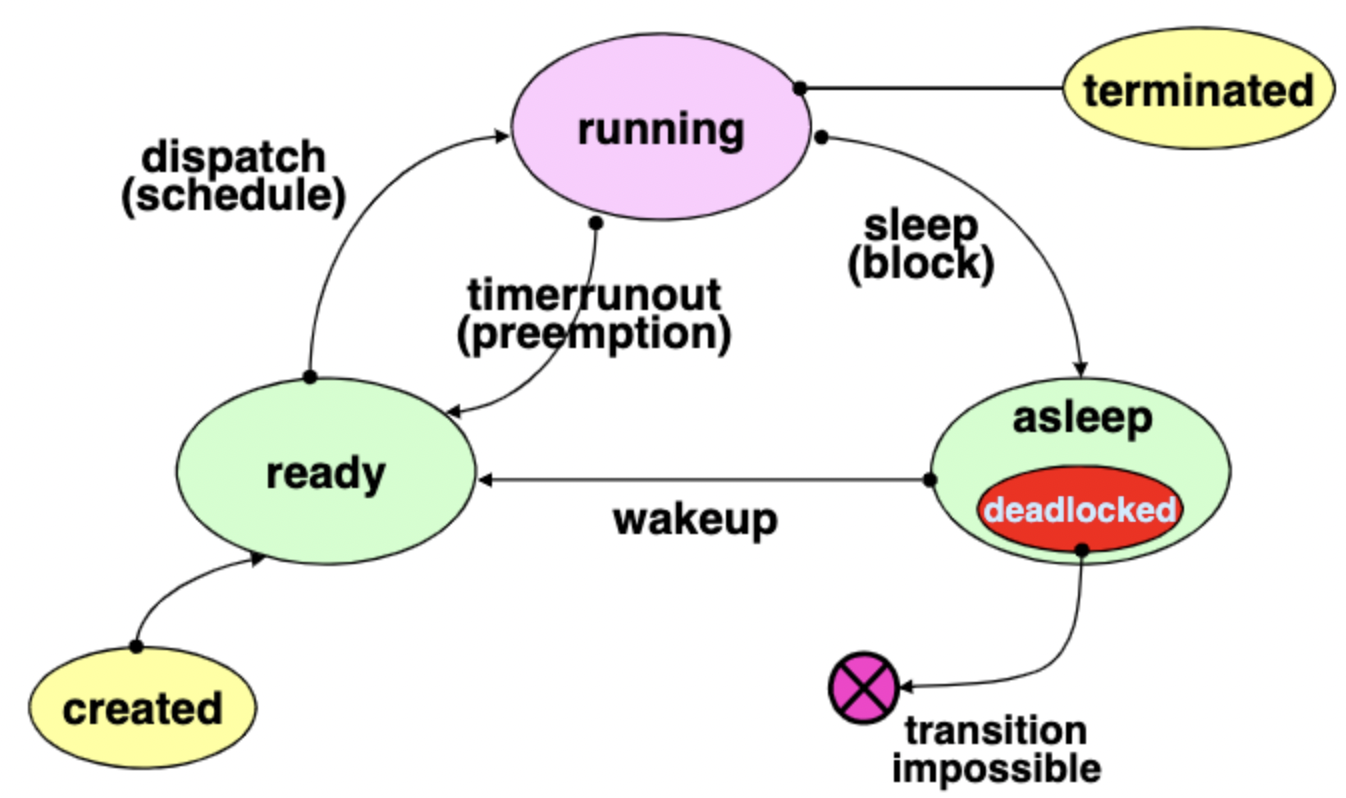 terminated
running
dispatch
(schedule)
sleep
(block)
timerrunout
(preemption)
asleep
ready
deadlocked
wakeup
created
transition
impossible